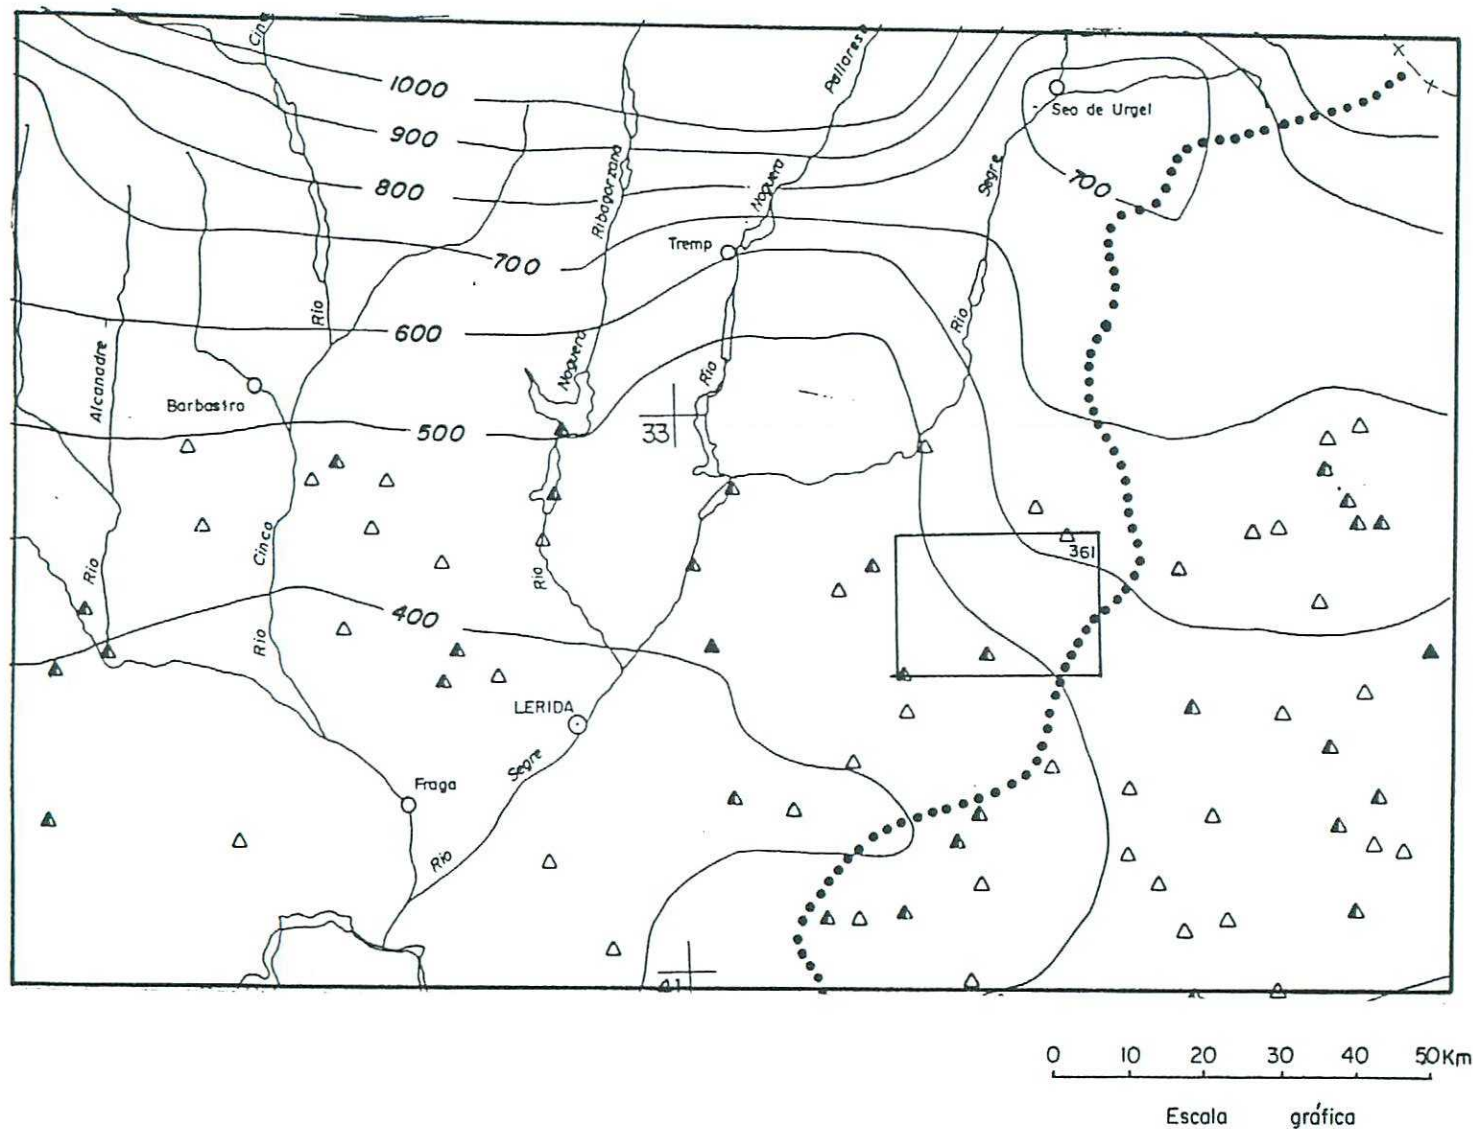 Cinca
1000
900
800
700
600
500
400
Pallaresa
Seo de Urgel
700
Segre
Noguera
Ribagorzana
Tremp
Rio
Noguera
Rio
Rio
Alcanadre
Barbastro
33
Cinca
Rio
Rio
361
Rio
LERIDA
Segre
Fraga
Rio
41
0 10 20 30 40 50Km
Escala gráfica